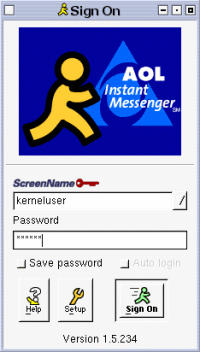 Sign On
AOL
Instant
Messenger
SM
ScreenName
kerneluser
Password
******
Save password
Auto login
Help
Setup
Sign On
Version 1.5.234